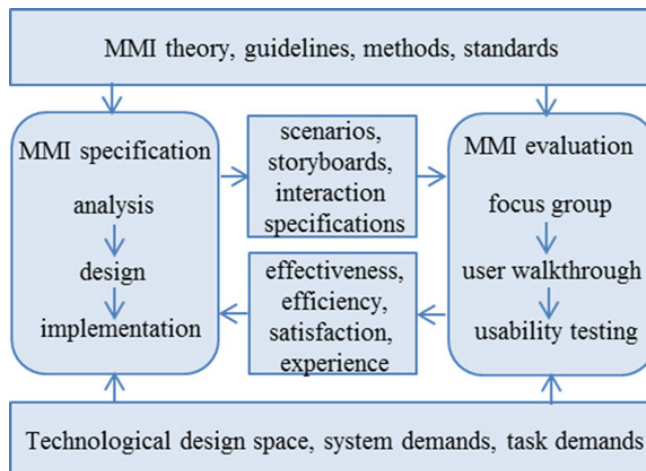 MMI theory, guidelines, methods, standards
MMI specification
analysis
design
implementation
scenarios,
storyboards,
interaction
specifications
effectiveness,
efficiency,
satisfaction,
experience
MMI evaluation
focus group
user walkthrough
usability testing
Technological design space, system demands, task demands